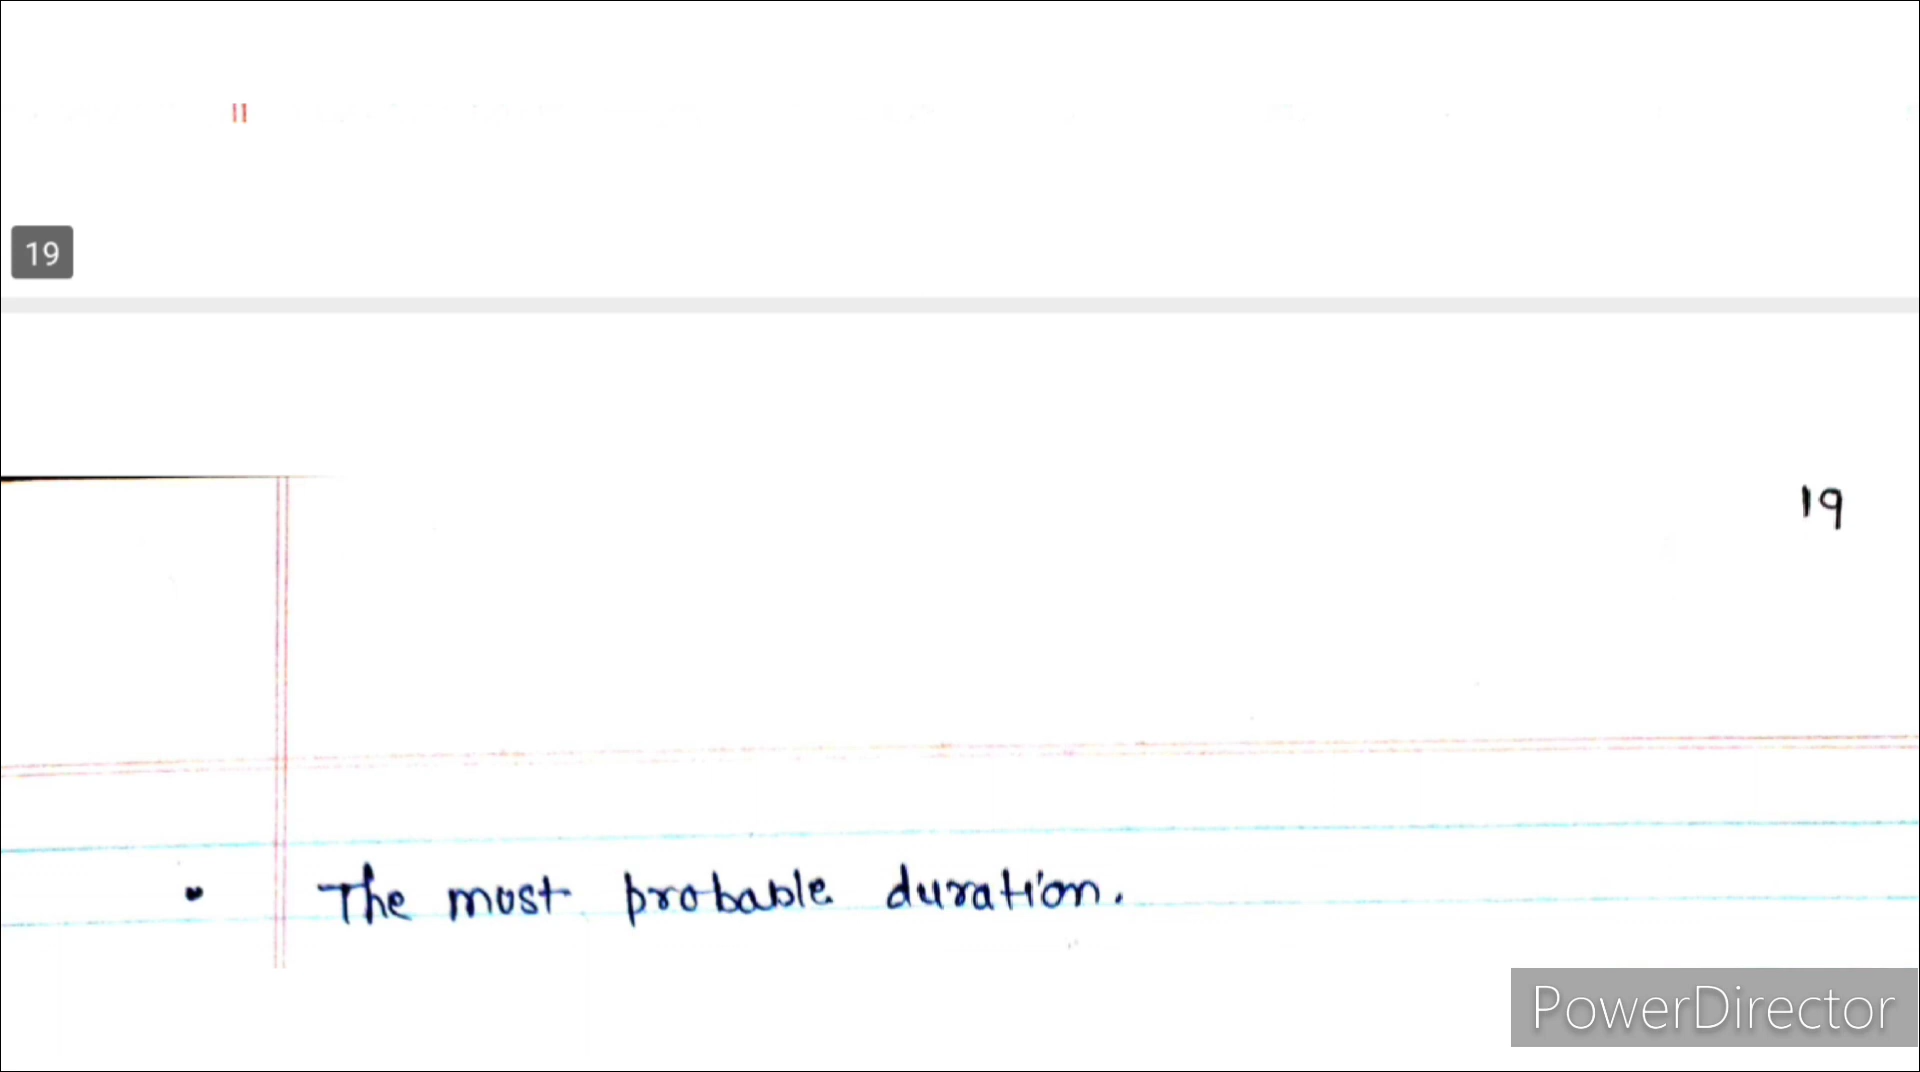 19
19
• The most probable duration.
PowerDirector